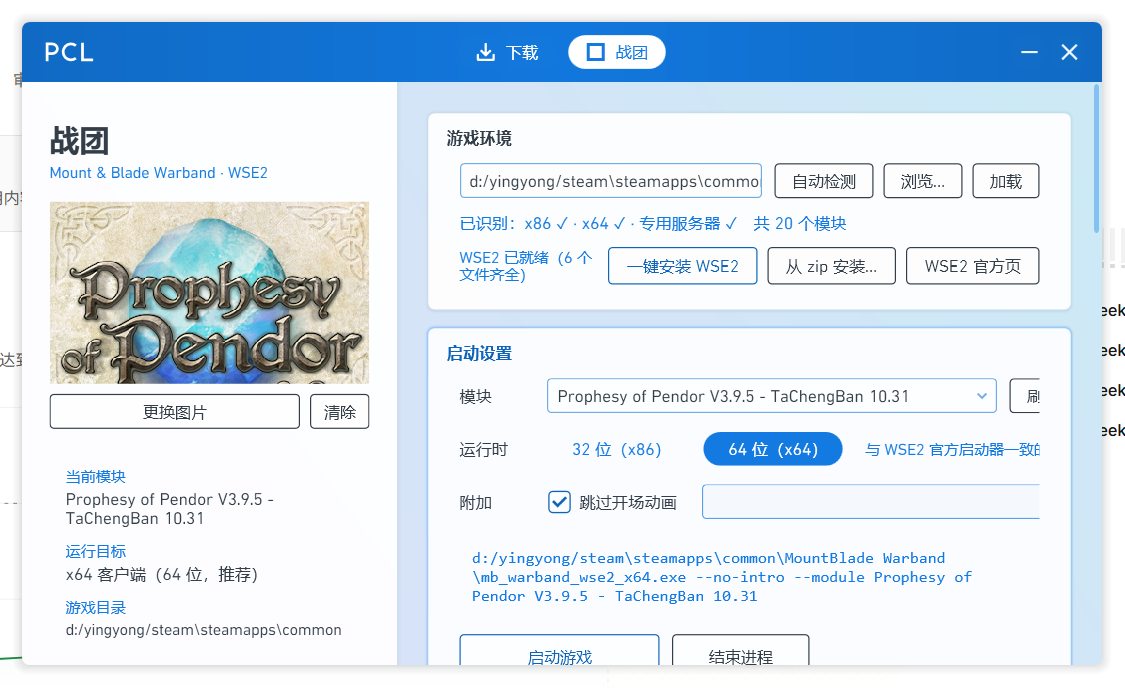 PCL
下载
战团
战团
Mount & Blade Warband · WSE2
Prophesy
of Pendor
更换图片
清除
当前模块
Prophesy of Pendor V3.9.5 -
TaChengBan 10.31
运行目标
x64 客户端（64 位，推荐）
游戏目录
d:/yingyong/steam\steamapps\common
游戏环境
d:/yingyong/steam\steamapps\commo
自动检测
浏览...
加载
已识别：x86 ✓ · x64 ✓ · 专用服务器 ✓ 共 20 个模块
WSE2 已就绪（6 个
文件齐全）
一键安装 WSE2
从 zip 安装...
WSE2 官方页
启动设置
模块
Prophesy of Pendor V3.9.5 - TaChengBan 10.31
刷
运行时
32 位（x86）
64 位（x64）
与 WSE2 官方启动器一致的
附加
跳过开场动画
d:/yingyong/steam\steamapps\common\MountBlade Warband
\mb_warband_wse2_x64.exe --no-intro --module Prophesy of
Pendor V3.9.5 - TaChengBan 10.31
启动游戏
结束进程
eek
eek
eek
eek